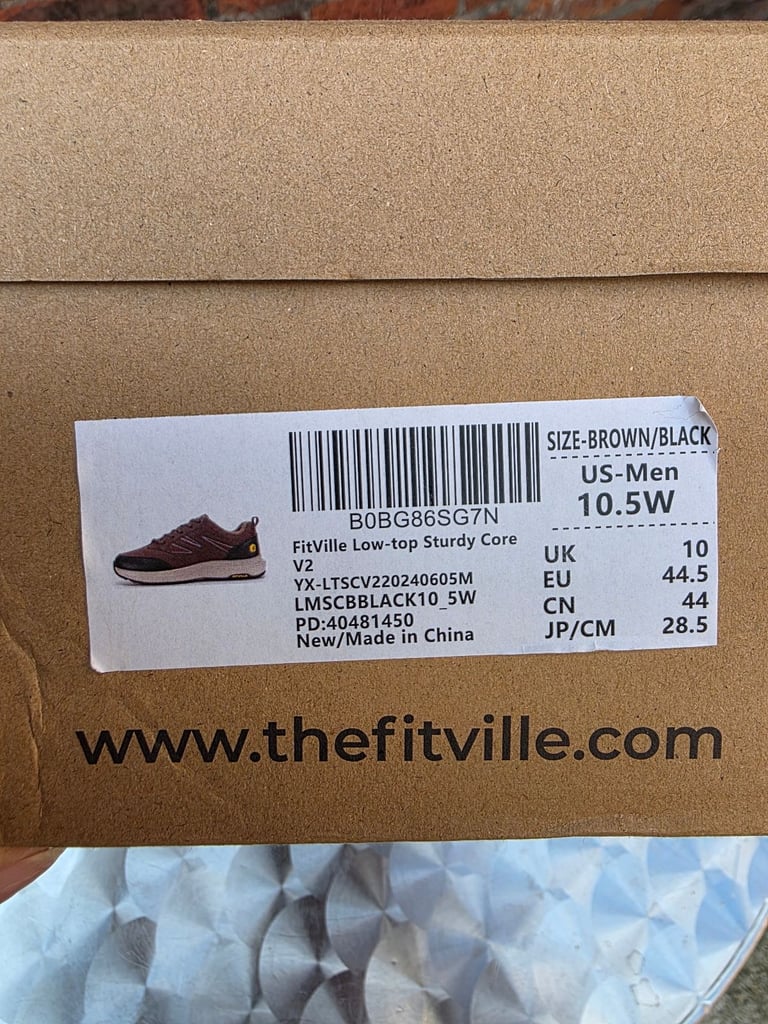 SIZE-BROWN/BLACK
US-Men
10.5W
B0BG86SG7N
FitVille Low-top Sturdy Core
V2
YX-LTSCV220240605M
LMSCBBLACK10_5W
PD:40481450
New/Made in China
UK 10
EU 44.5
CN 44
JP/CM 28.5
www.thefitville.com